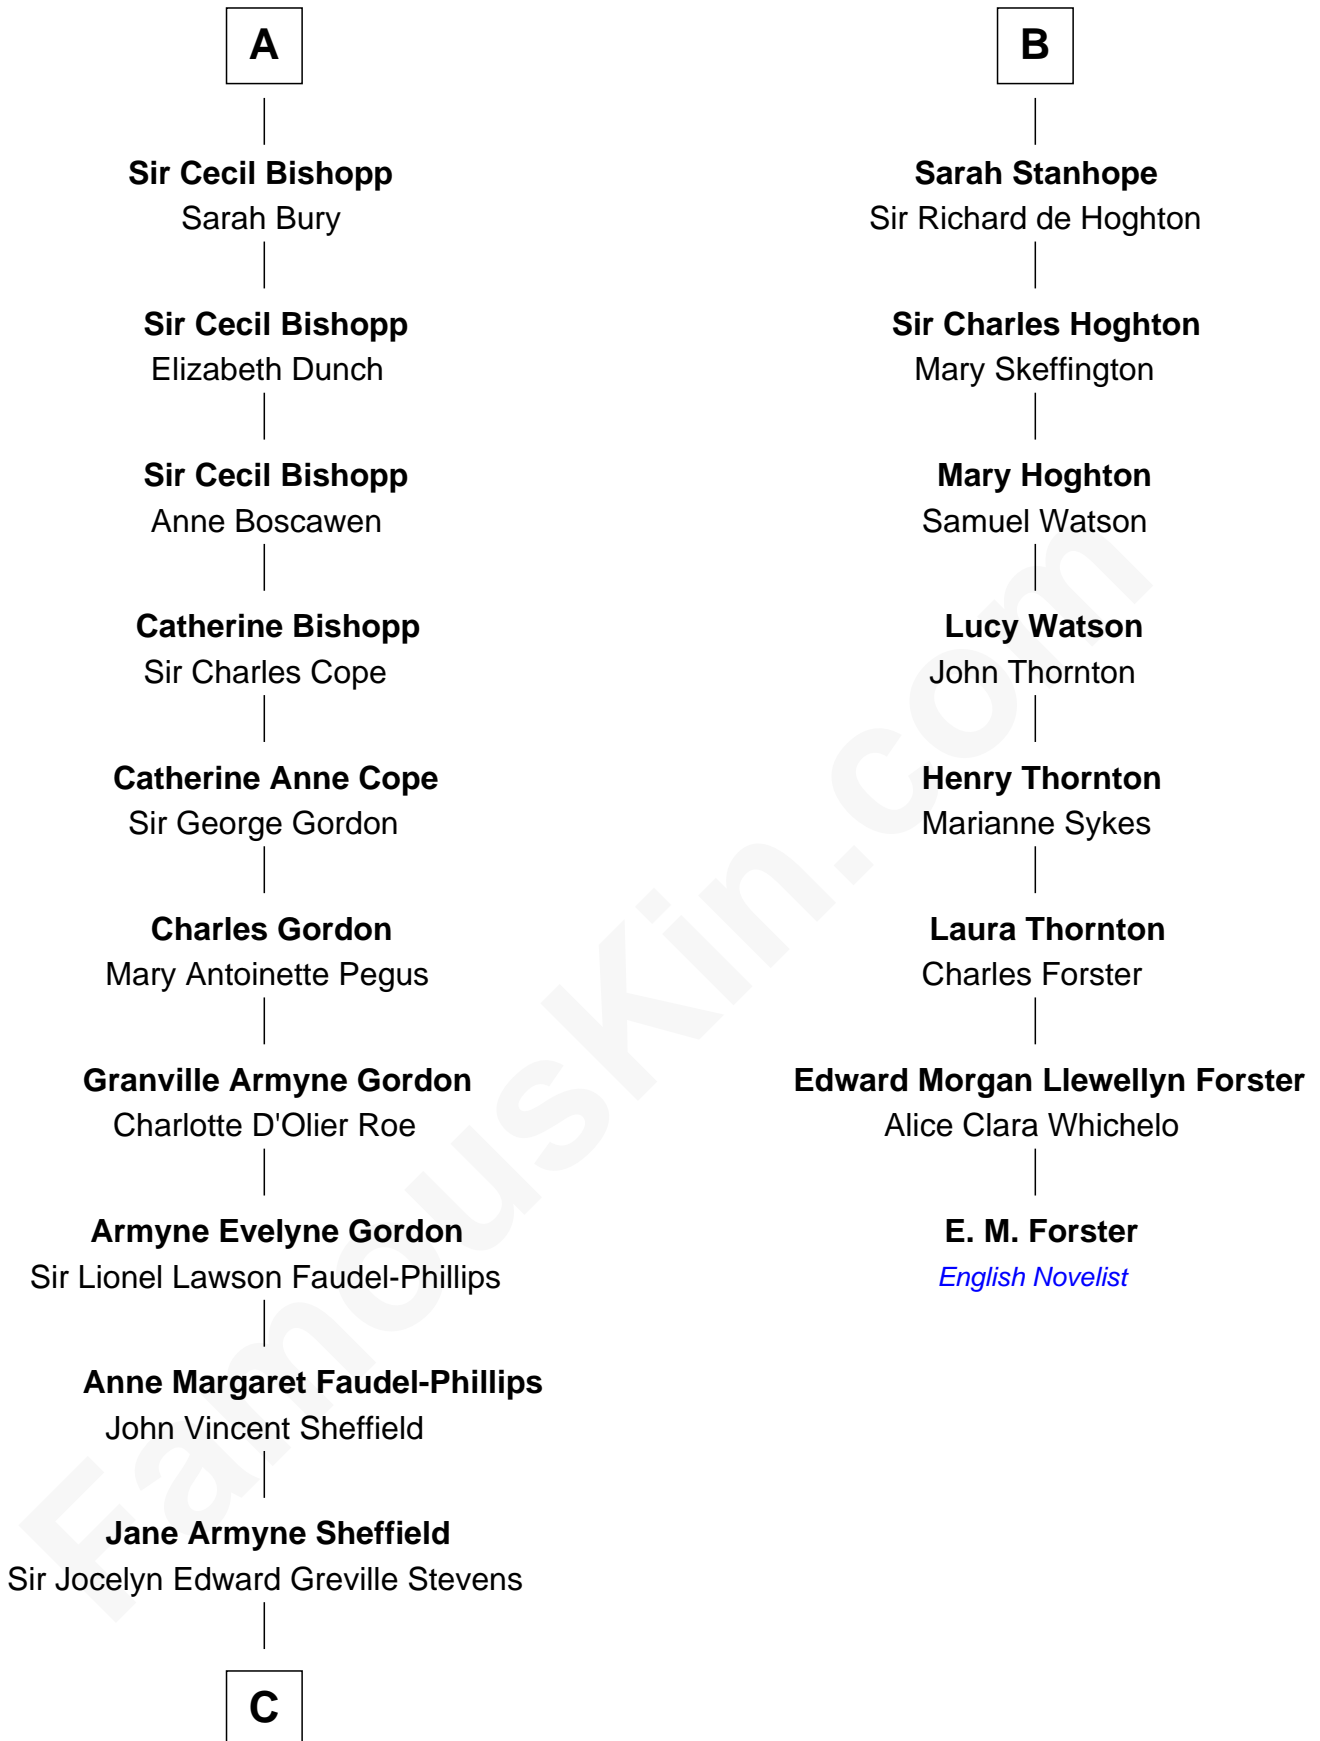 A
Sir Cecil Bishopp
Sarah Bury
Sir Cecil Bishopp
Elizabeth Dunch
Sir Cecil Bishopp
Anne Boscawen
Catherine Bishopp
Sir Charles Cope
Catherine Anne Cope
Sir George Gordon
Charles Gordon
Mary Antoinette Pegus
Granville Armyne Gordon
Charlotte D'Olier Roe
Armyne Evelyne Gordon
Sir Lionel Lawson Faudel-Phillips
Anne Margaret Faudel-Phillips
John Vincent Sheffield
Jane Armyne Sheffield
Sir Jocelyn Edward Greville Stevens
C
B
Sarah Stanhope
Sir Richard de Hoghton
Sir Charles Hoghton
Mary Skeffington
Mary Hoghton
Samuel Watson
Lucy Watson
John Thornton
Henry Thornton
Marianne Sykes
Laura Thornton
Charles Forster
Edward Morgan Llewellyn Forster
Alice Clara Whichelo
E. M. Forster
English Novelist
FamousKin.com